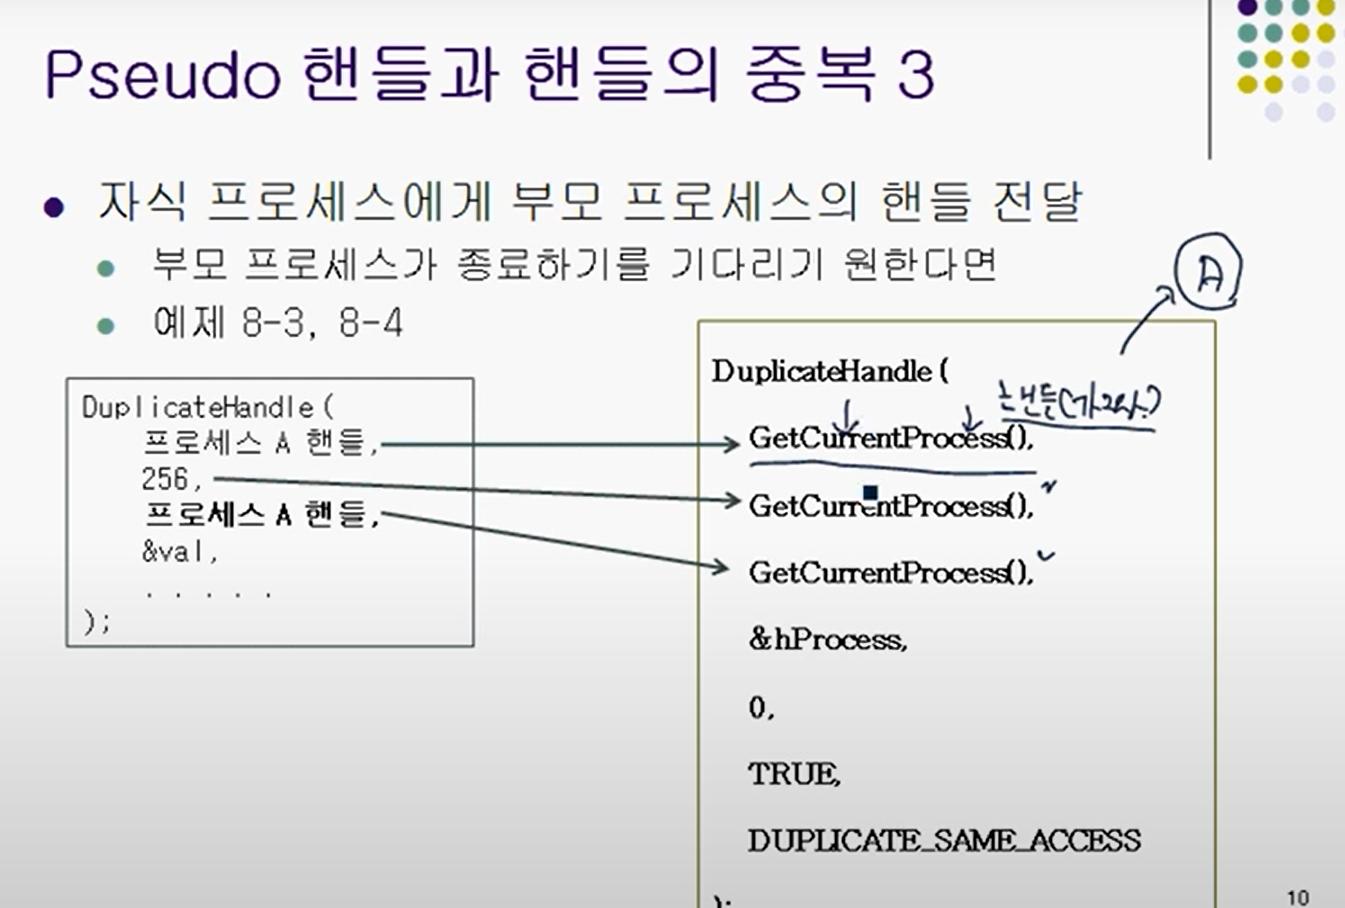 Pseudo 핸들과 핸들의 중복 3
자식 프로세스에게 부모 프로세스의 핸들 전달
부모 프로세스가 종료하기를 기다리기 원한다면
예제 8-3, 8-4
DuplicateHandle(
프로세스 A 핸들,
256,
프로세스 A 핸들,
&val,
. . . . .
);
A
DuplicateHandle (
핸들(가짜)
GetCurrentProcess(),
GetCurrentProcess(),
GetCurrentProcess(),
&hProcess,
0,
TRUE,
DUPLICATE_SAME_ACCESS
);
10